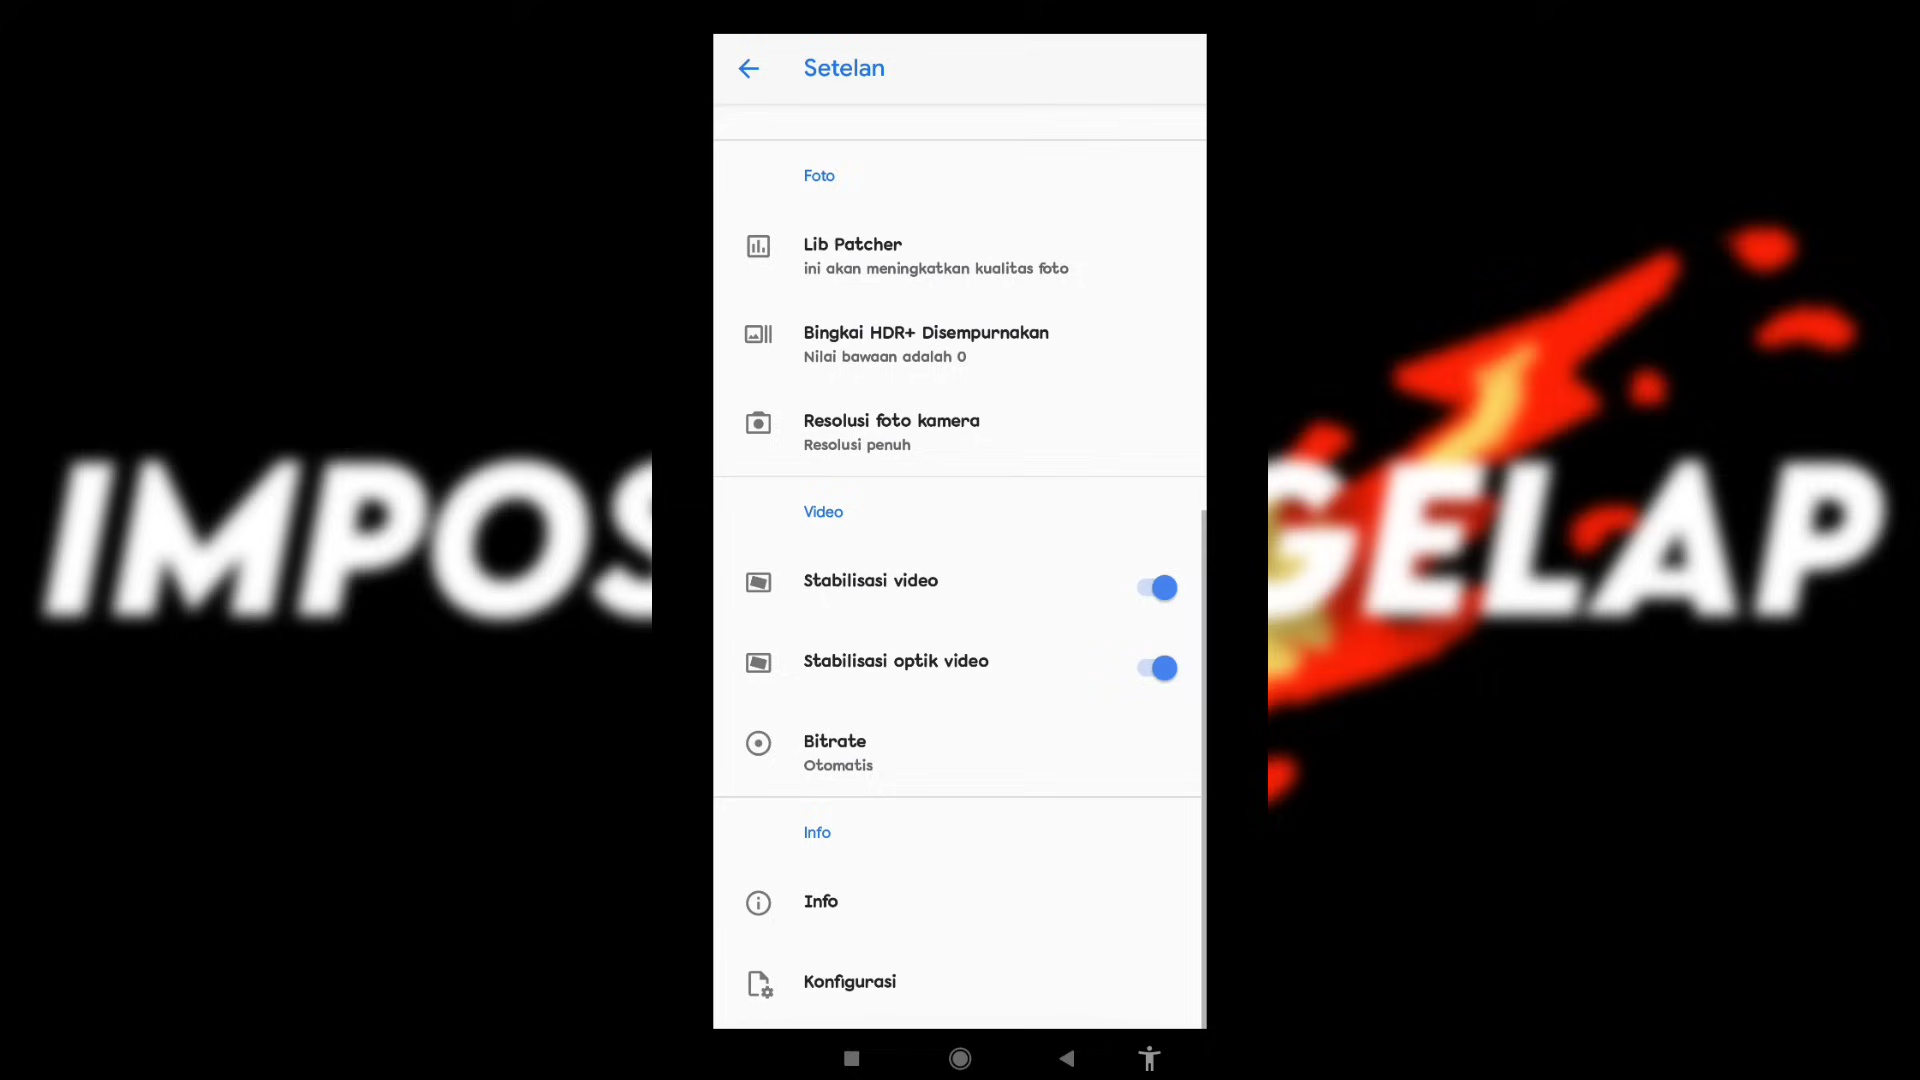 Setelan
Foto
Lib Patcher
ini akan meningkatkan kualitas foto
Bingkai HDR+ Disempurnakan
Nilai bawaan adalah 0
Resolusi foto kamera
Resolusi penuh
IMPOS
GELAP
Video
Stabilisasi video
Stabilisasi optik video
Bitrate
Otomatis
Info
Info
Konfigurasi